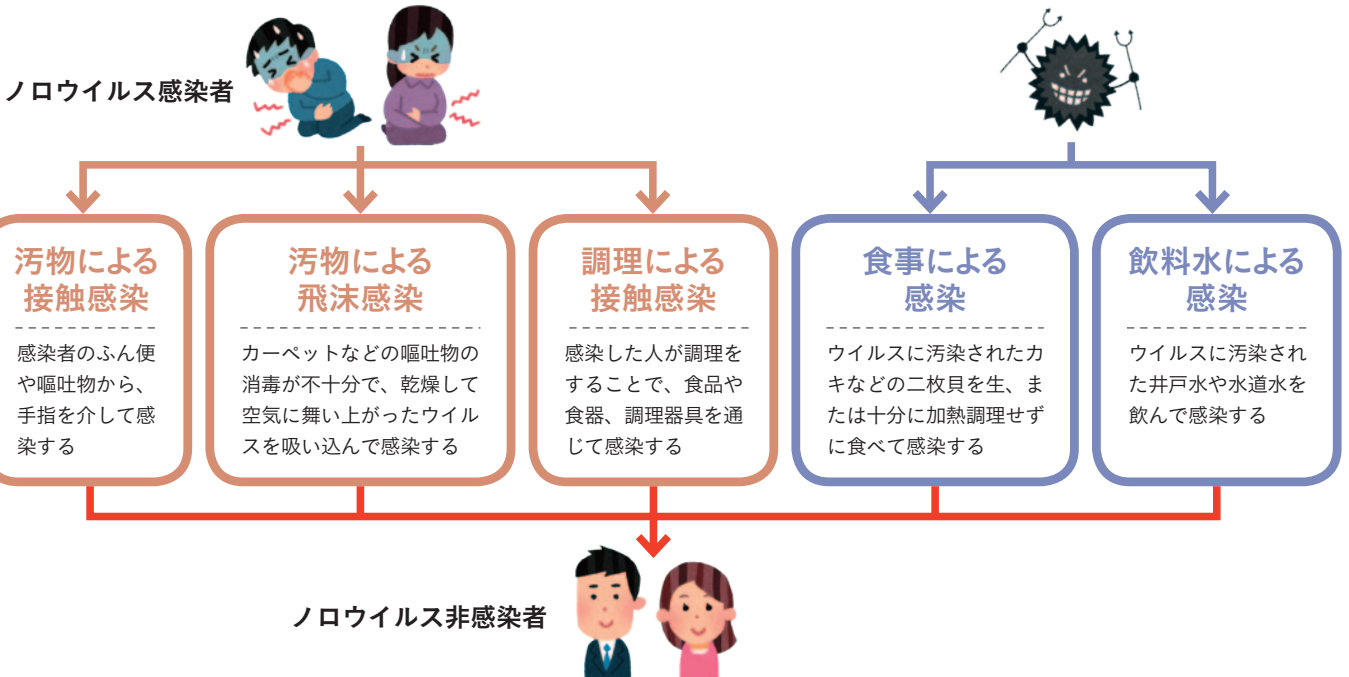 ノロウイルス感染者
汚物による
接触感染
感染者のふん便
や嘔吐物から、
手指を介して感
染する
汚物による
飛沫感染
カーペットなどの嘔吐物の
消毒が不十分で、乾燥して
空気に舞い上がったウイル
スを吸い込んで感染する
調理による
接触感染
感染した人が調理を
することで、食品や
食器、調理器具を通
じて感染する
食事による
感染
ウイルスに汚染されたカ
キなどの二枚貝を生、ま
たは十分に加熱調理せず
に食べて感染する
飲料水による
感染
ウイルスに汚染され
た井戸水や水道水を
飲んで感染する
ノロウイルス非感染者